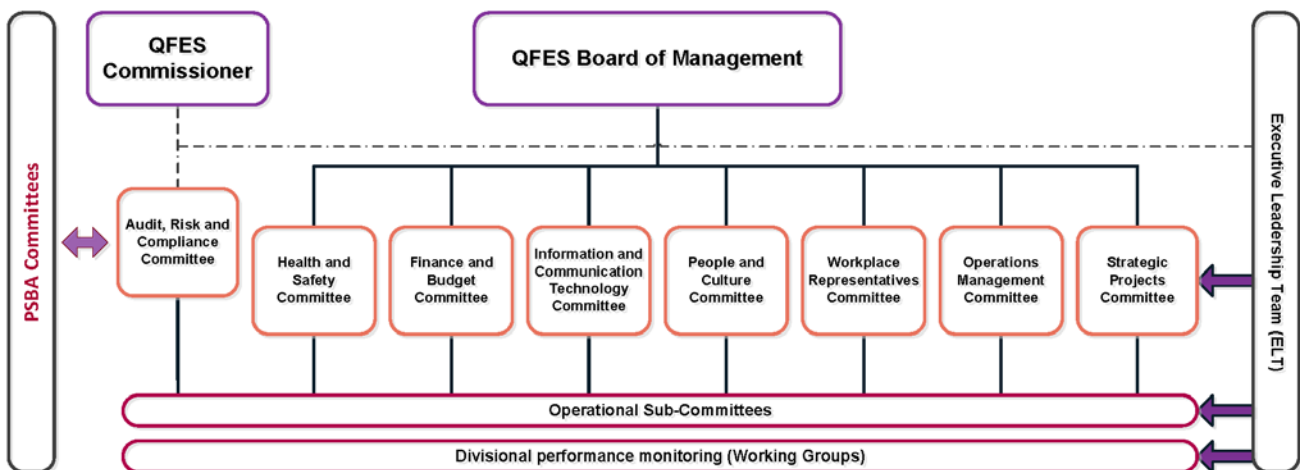 QFES
Commissioner
QFES Board of Management
PSBA Committees
Executive Leadership Team (ELT)
Audit, Risk and
Compliance
Committee
Health and
Safety
Committee
Finance and
Budget
Committee
Information and
Communication
Technology
Committee
People and
Culture
Committee
Workplace
Representatives
Committee
Operations
Management
Committee
Strategic
Projects
Committee
Operational Sub-Committees
Divisional performance monitoring (Working Groups)